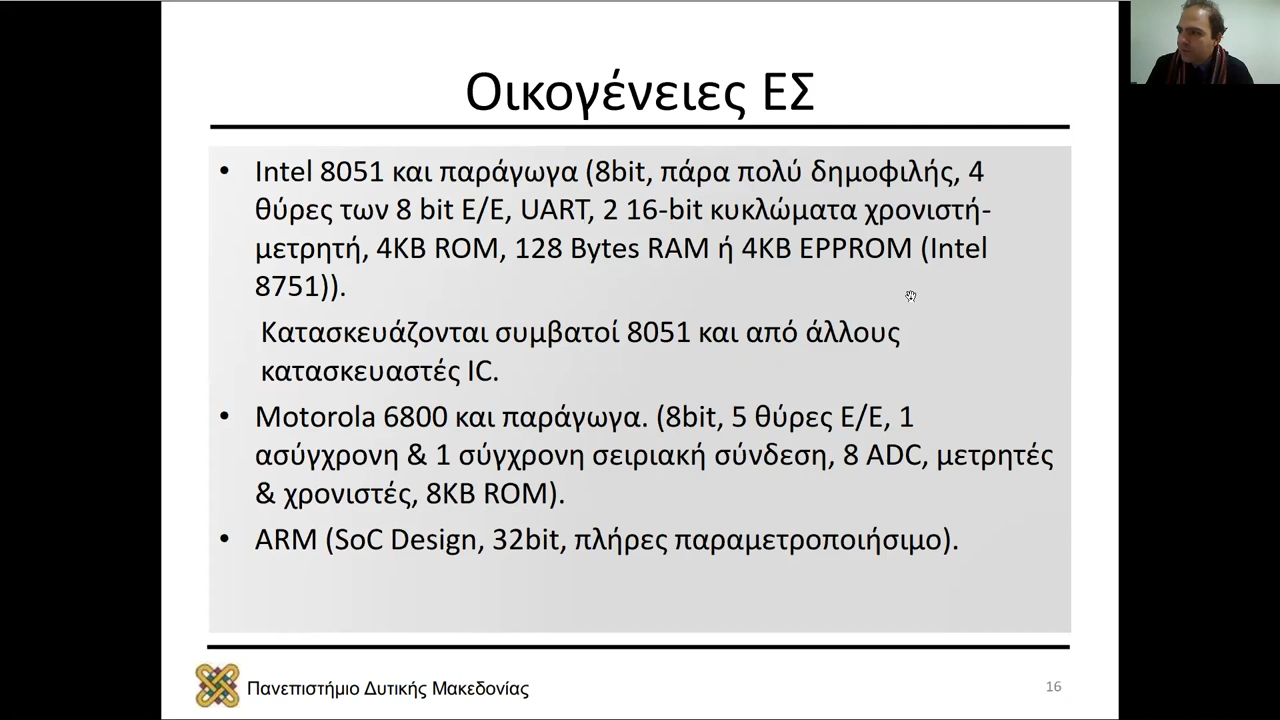 Οικογένειες ΕΣ
• Intel 8051 και παράγωγα (8bit, πάρα πολύ δημοφιλής, 4
θύρες των 8 bit Ε/Ε, UART, 2 16-bit κυκλώματα χρονιστή-
μετρητή, 4KB ROM, 128 Bytes RAM ή 4KB EPPROM (Intel
8751)).
Κατασκευάζονται συμβατοί 8051 και από άλλους
κατασκευαστές IC.
• Motorola 6800 και παράγωγα. (8bit, 5 θύρες Ε/Ε, 1
ασύγχρονη & 1 σύγχρονη σειριακή σύνδεση, 8 ADC, μετρητές
& χρονιστές, 8KB ROM).
• ARM (SoC Design, 32bit, πλήρες παραμετροποιήσιμο).
Πανεπιστήμιο Δυτικής Μακεδονίας
16